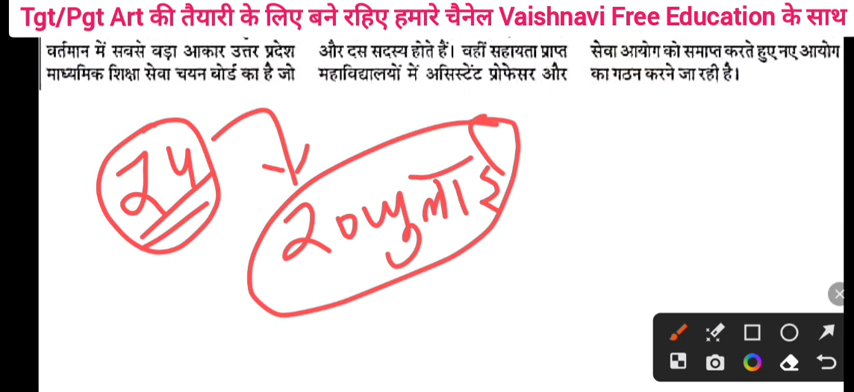 Tgt/Pgt Art की तैयारी के लिए बने रहिए हमारे चैनेल Vaishnavi Free Education के साथ
वर्तमान में सबसे बड़ा आकार उत्तर प्रदेश
माध्यमिक शिक्षा सेवा चयन बोर्ड का है जो
और दस सदस्य होते हैं। वहीं सहायता प्राप्त
महाविद्यालयों में असिस्टेंट प्रोफेसर और
सेवा आयोग को समाप्त करते हुए नए आयोग
का गठन करने जा रही है।
२५
२० जुलाई